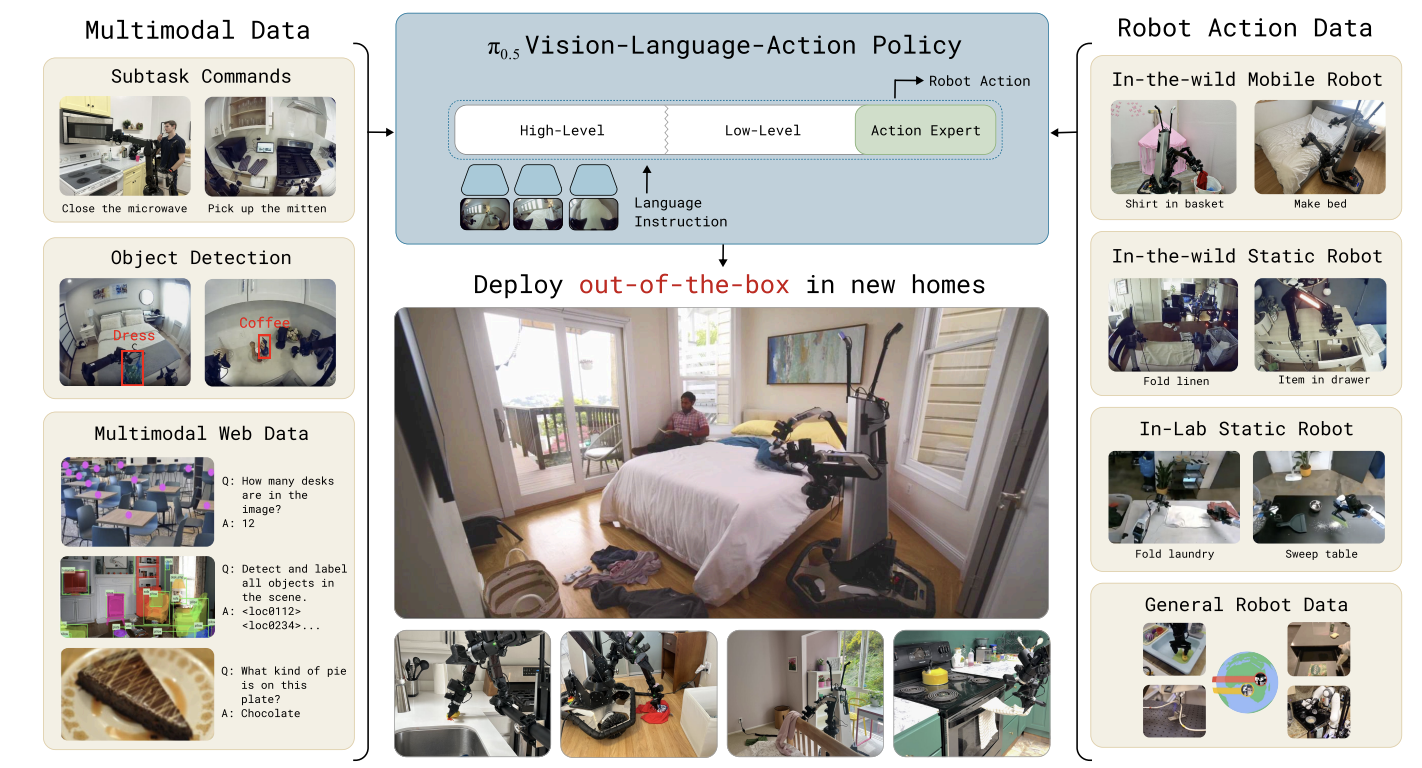 Multimodal Data
Subtask Commands
Close the microwave
Pick up the mitten
Object Detection
Dress
Coffee
Multimodal Web Data
Q: How many desks
are in the
image?
A: 12
Q: Detect and label
all objects in
the scene.
A: <loc0112>
<loc0234>...
Q: What kind of pie
is on this
plate?
A: Chocolate
π0.5 Vision-Language-Action Policy
Robot Action
High-Level
Low-Level
Action Expert
Language
Instruction
Deploy out-of-the-box in new homes
Robot Action Data
In-the-wild Mobile Robot
Shirt in basket
Make bed
In-the-wild Static Robot
Fold linen
Item in drawer
In-Lab Static Robot
Fold laundry
Sweep table
General Robot Data